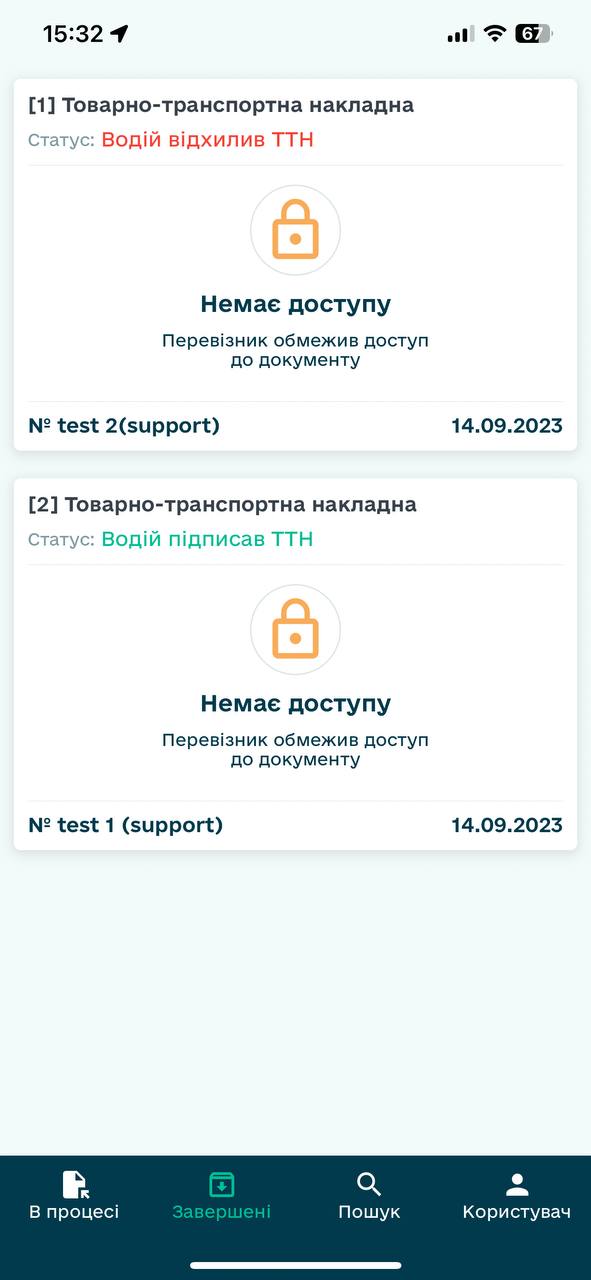 15:32
67
[1] Товарно-транспортна накладна
Статус: Водій відхилив ТТН
Немає доступу
Перевізник обмежив доступ
до документу
№ test 2(support) 14.09.2023
[2] Товарно-транспортна накладна
Статус: Водій підписав ТТН
Немає доступу
Перевізник обмежив доступ
до документу
№ test 1 (support) 14.09.2023
В процесі Завершені Пошук Користувач